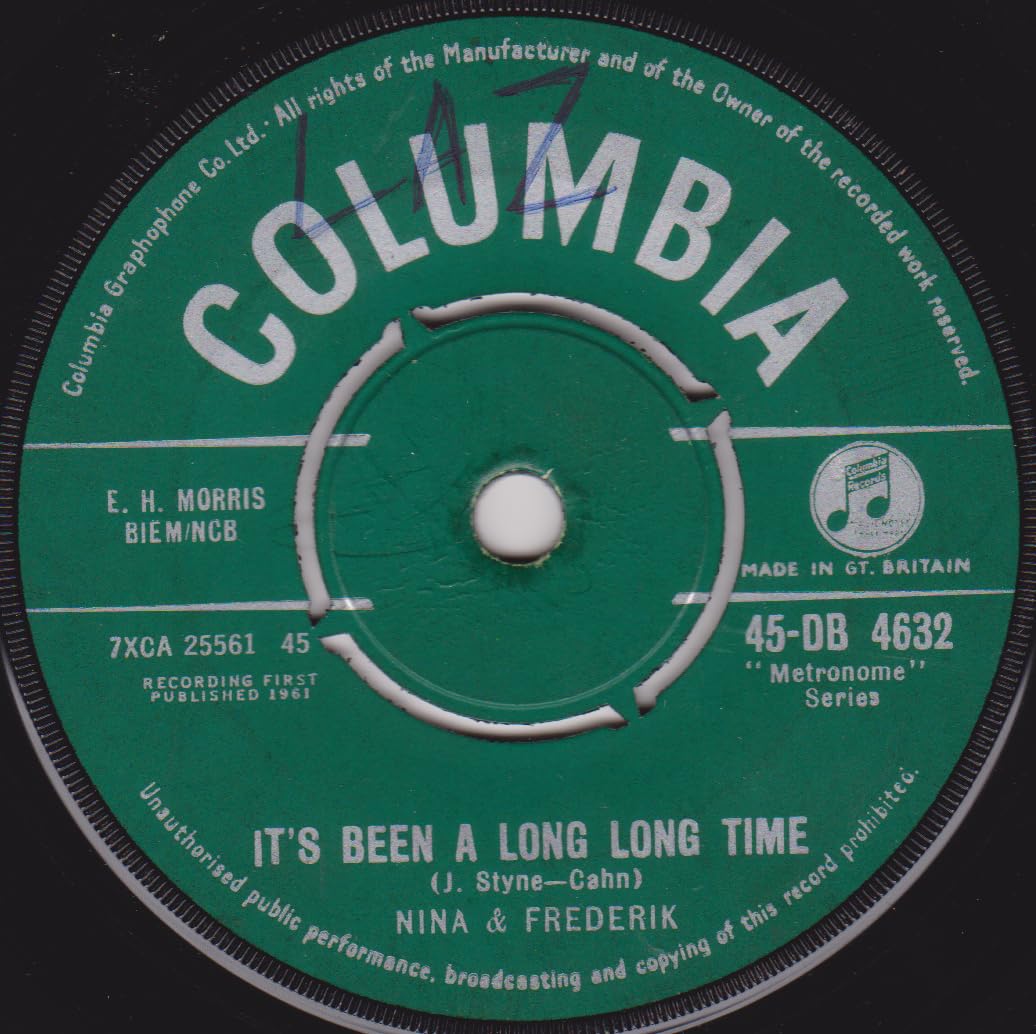 Columbia Graphophone Co. Ltd. · All rights of the Manufacturer and of the Owner of the recorded work reserved.
LAZ
COLUMBIA
E. H. MORRIS
BIEM/NCB
Columbia
Records
MADE IN GT. BRITAIN
7XCA 25561 45
RECORDING FIRST
PUBLISHED 1961
45-DB 4632
"Metronome"
Series
IT'S BEEN A LONG LONG TIME
(J. Styne—Cahn)
NINA & FREDERIK
Unauthorised public performance, broadcasting and copying of this record prohibited.